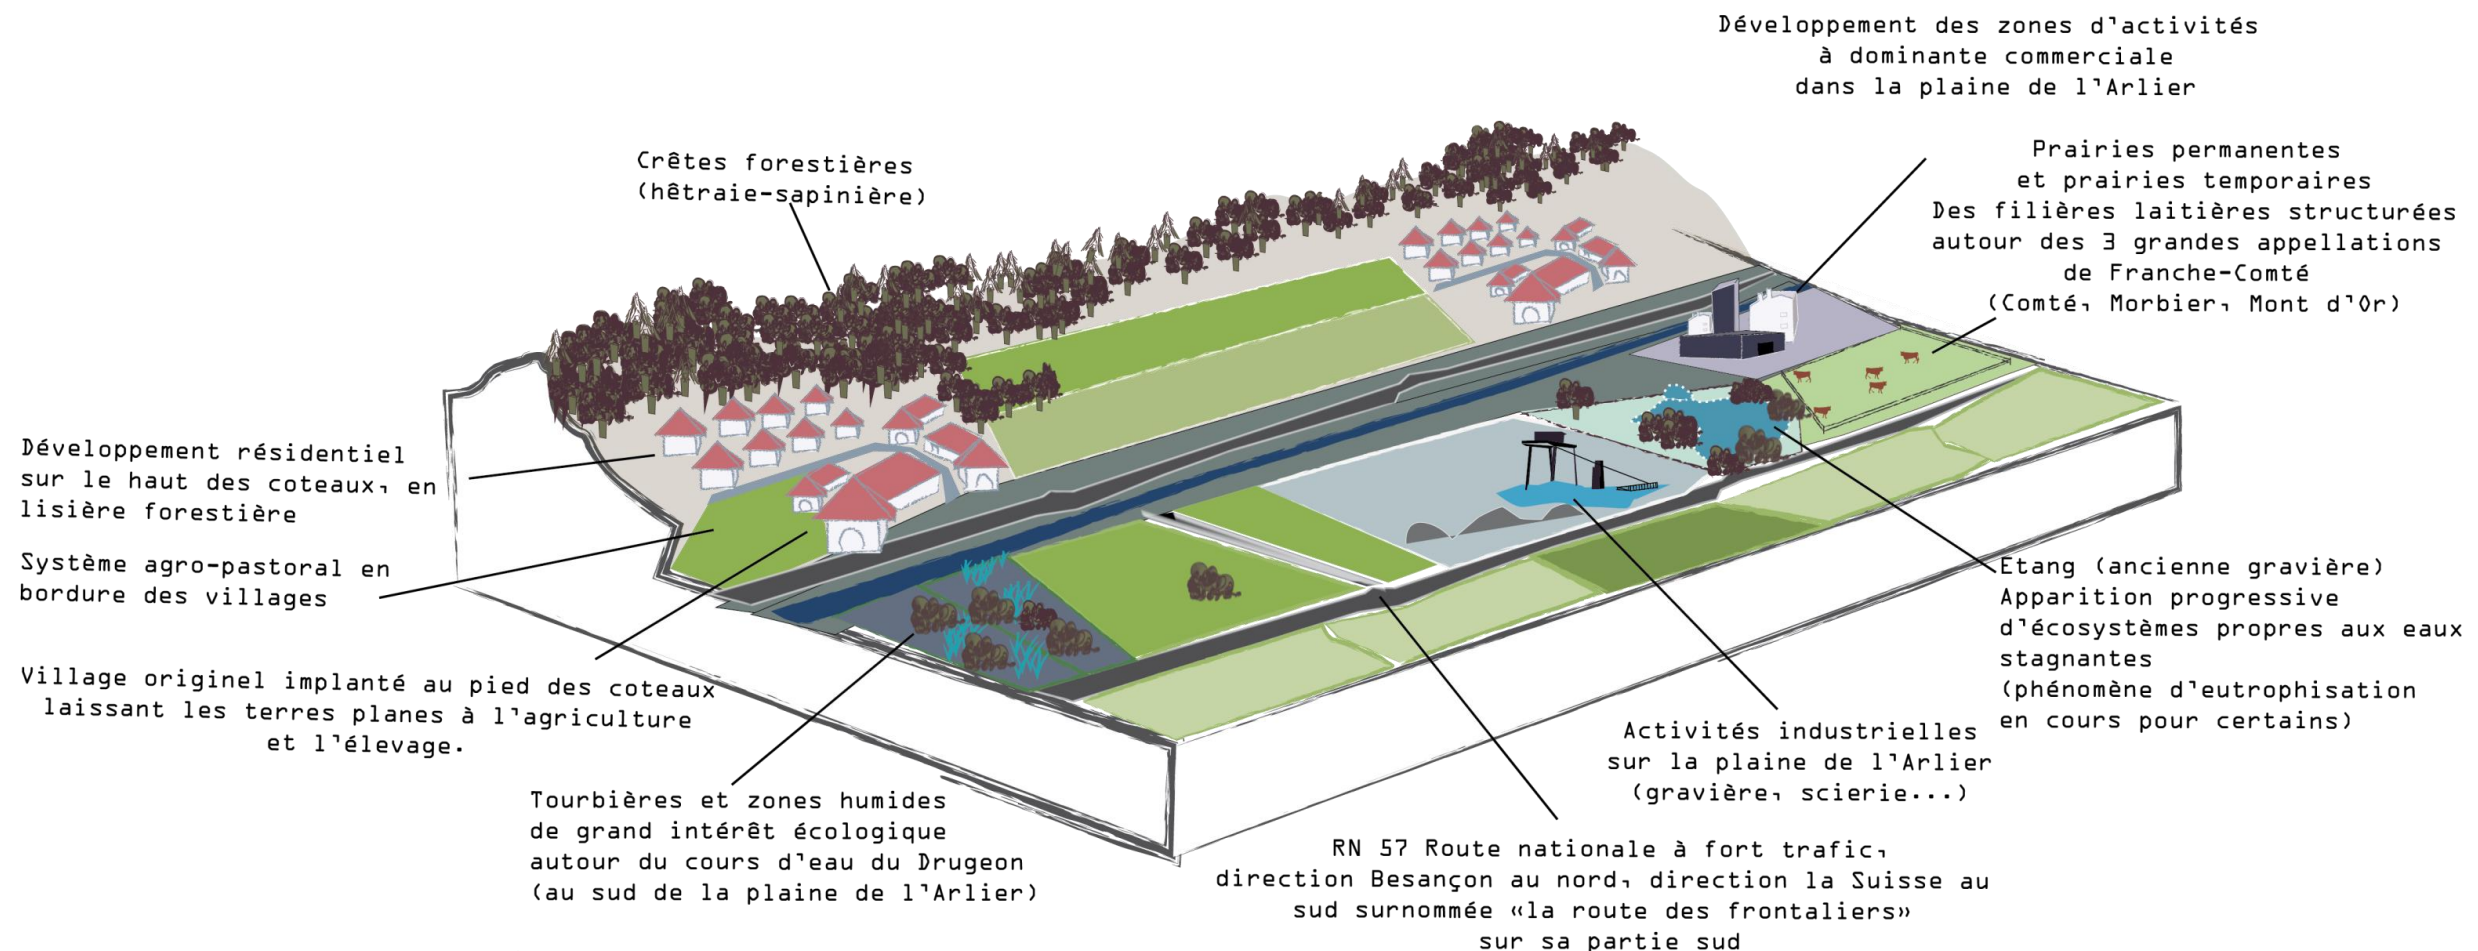 Développement des zones d'activités
à dominante commerciale
dans la plaine de l'Arlier
Crêtes forestières
(hêtraie-sapinière)
Prairies permanentes
et prairies temporaires
Des filières laitières structurées
autour des 3 grandes appellations
de Franche-Comté
(Comté, Morbier, Mont d'Or)
Développement résidentiel
sur le haut des coteaux, en
lisière forestière
Système agro-pastoral en
bordure des villages
Village originel implanté au pied des coteaux
laissant les terres planes à l'agriculture
et l'élevage.
Tourbières et zones humides
de grand intérêt écologique
autour du cours d'eau du Drugeon
(au sud de la plaine de l'Arlier)
RN 57 Route nationale à fort trafic,
direction Besançon au nord, direction la Suisse au
sud surnommée «la route des frontaliers»
sur sa partie sud
Activités industrielles
sur la plaine de l'Arlier
(gravière, scierie...)
Etang (ancienne gravière)
Apparition progressive
d'écosystèmes propres aux eaux
stagnantes
(phénomène d'eutrophisation
en cours pour certains)